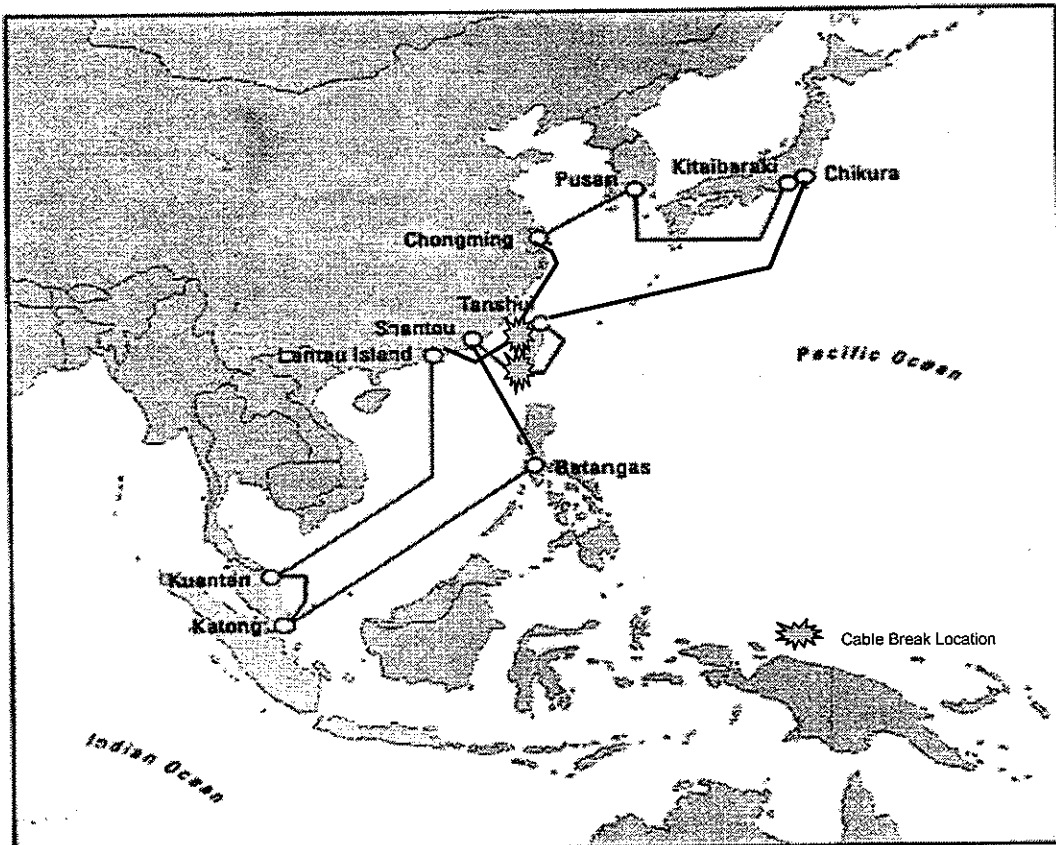 Kitaibaraki
Chikura
Pusan
Chongming
Tanshui
Shantou
Lantau Island
Pacific Ocean
Batangas
Kuantan
Katong
Cable Break Location
Indian Ocean